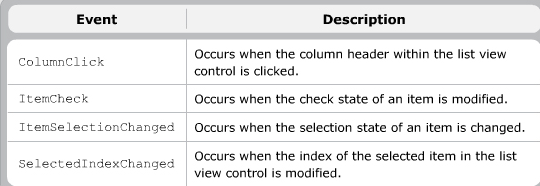 Event Description
ColumnClick
Occurs when the column header within the list view
control is clicked.
ItemCheck
Occurs when the check state of an item is modified.
ItemSelectionChanged
Occurs when the selection state of an item is changed.
SelectedIndexChanged
Occurs when the index of the selected item in the list
view control is modified.